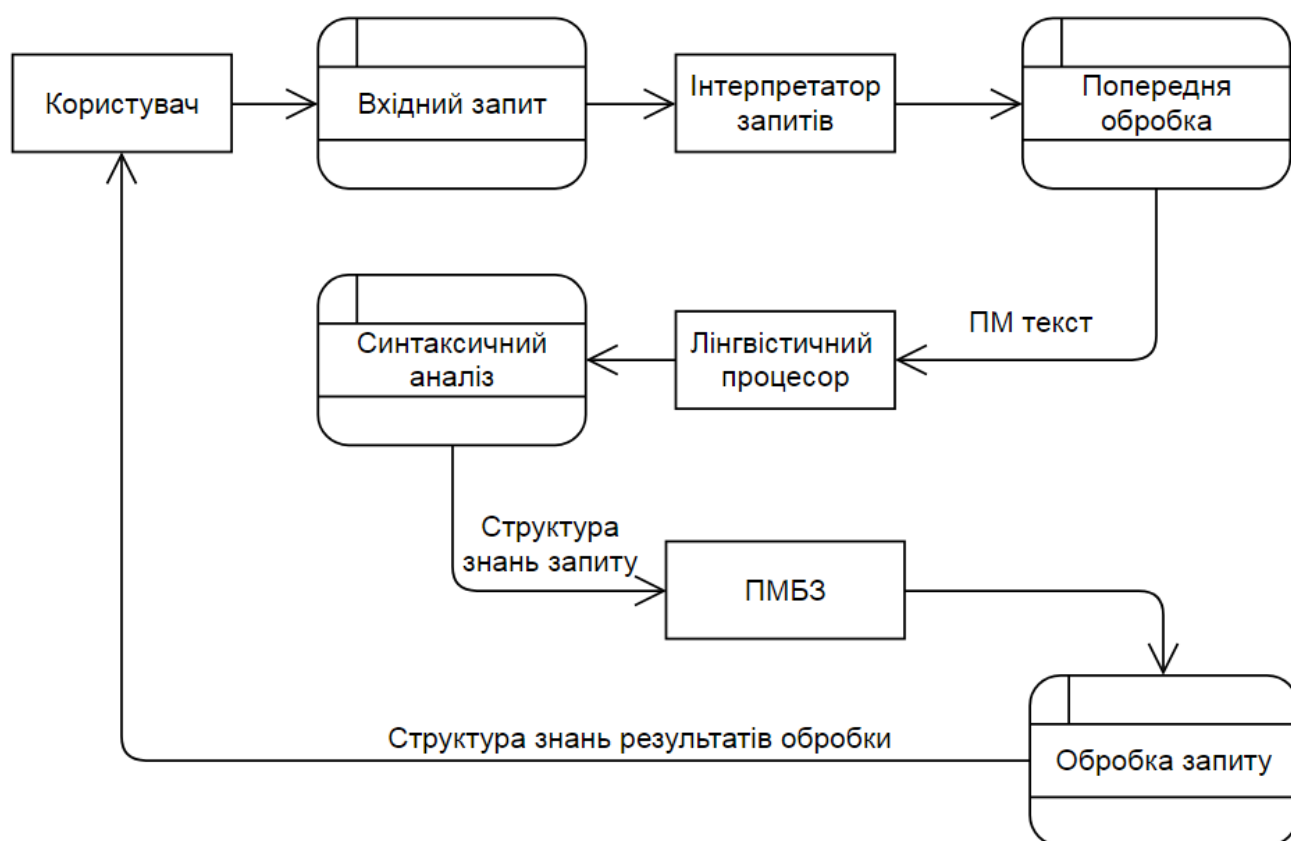 Користувач
Вхідний запит
Інтерпретатор
запитів
Попередня
обробка
ПМ текст
Лінгвістичний
процесор
Синтаксичний
аналіз
Структура
знань запиту
ПМБЗ
Обробка запиту
Структура знань результатів обробки